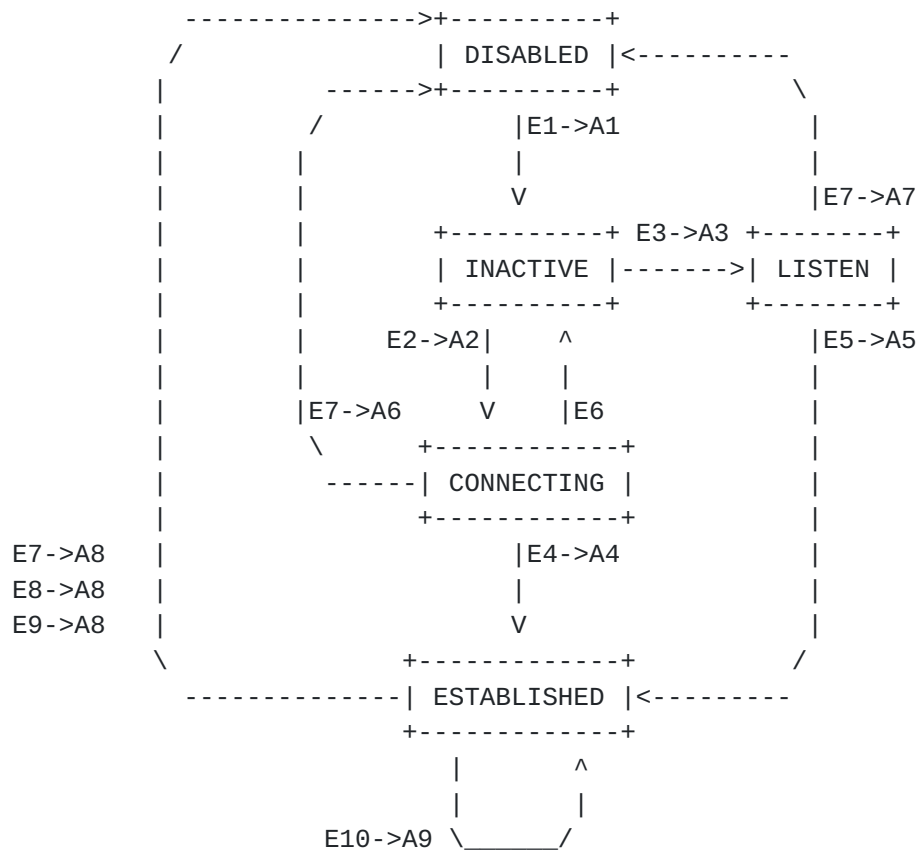 DISABLED
E1->A1
E7->A7
E3->A3
INACTIVE LISTEN
E2->A2 E5->A5
E7->A6 E6
CONNECTING
E7->A8 E4->A4
E8->A8
E9->A8
ESTABLISHED
E10->A9